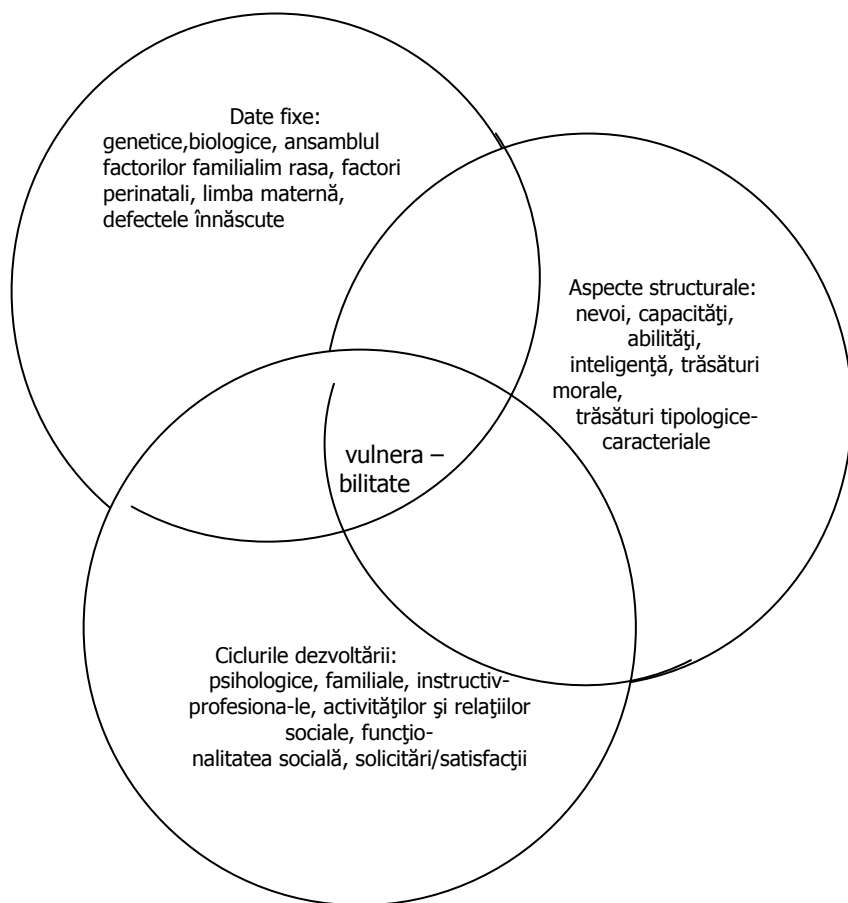 Date fixe:
genetice,biologice, ansamblul
factorilor familialim rasa, factori
perinatali, limba maternă,
defectele înnăscute
Aspecte structurale:
nevoi, capacităţi,
abilităţi,
inteligenţă, trăsături
morale,
trăsături tipologice-
caracteriale
vulnera –
bilitate
Ciclurile dezvoltării:
psihologice, familiale, instructiv-
profesiona-le, activităţilor şi relaţiilor
sociale, funcţio-
nalitatea socială, solicitări/satisfacţii